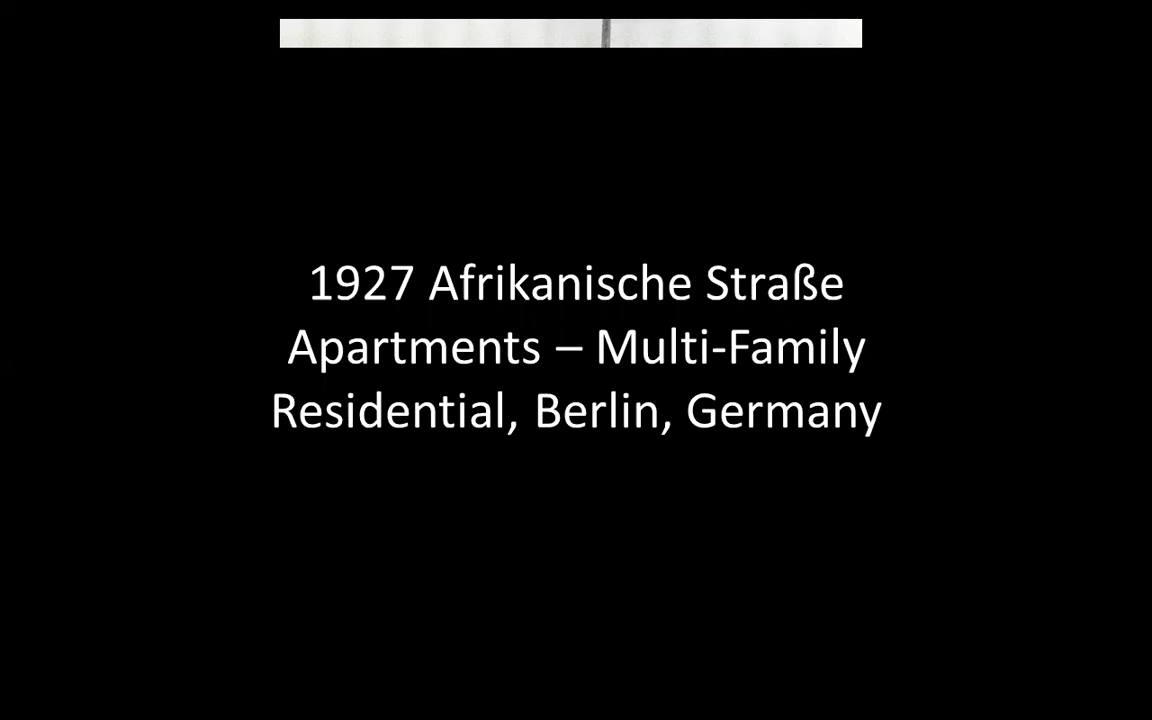 1927 Afrikanische Straße
Apartments – Multi-Family
Residential, Berlin, Germany